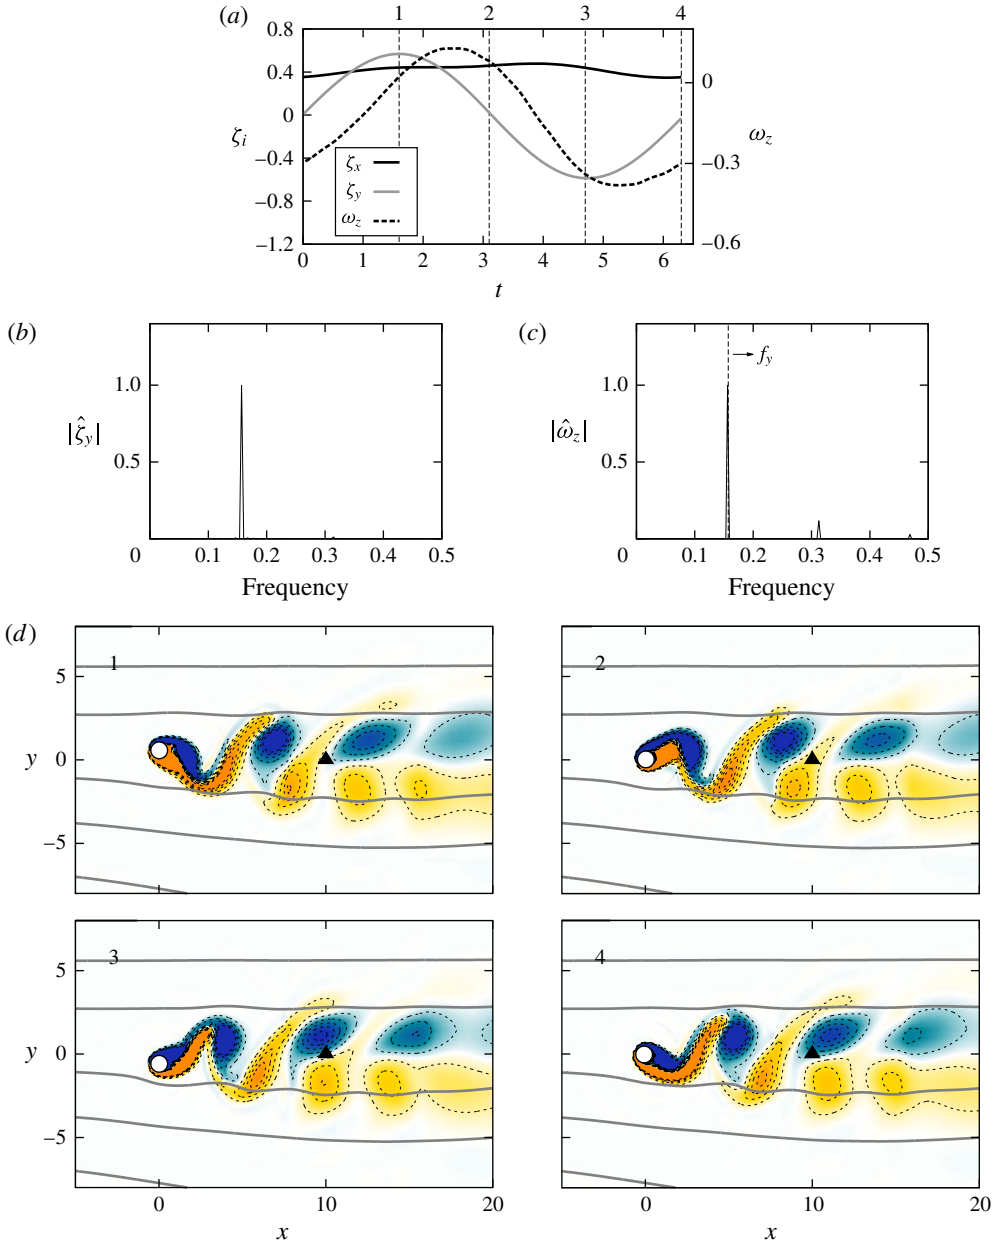 (a)
1 2 3 4
0.8
0.4
0
−0.4
−0.8
−1.2
ζi
ζx
ζy
ωz
0
−0.3
−0.6
ωz
0 1 2 3 4 5 6
t
(b)
1.0
0.5
|ζ̂y|
0 0.1 0.2 0.3 0.4 0.5
Frequency
(c)
fy
1.0
0.5
|ω̂z|
0 0.1 0.2 0.3 0.4 0.5
Frequency
(d)
1
5
y 0
−5
2
3
5
y 0
−5
0 10 20
x
4
0 10 20
x